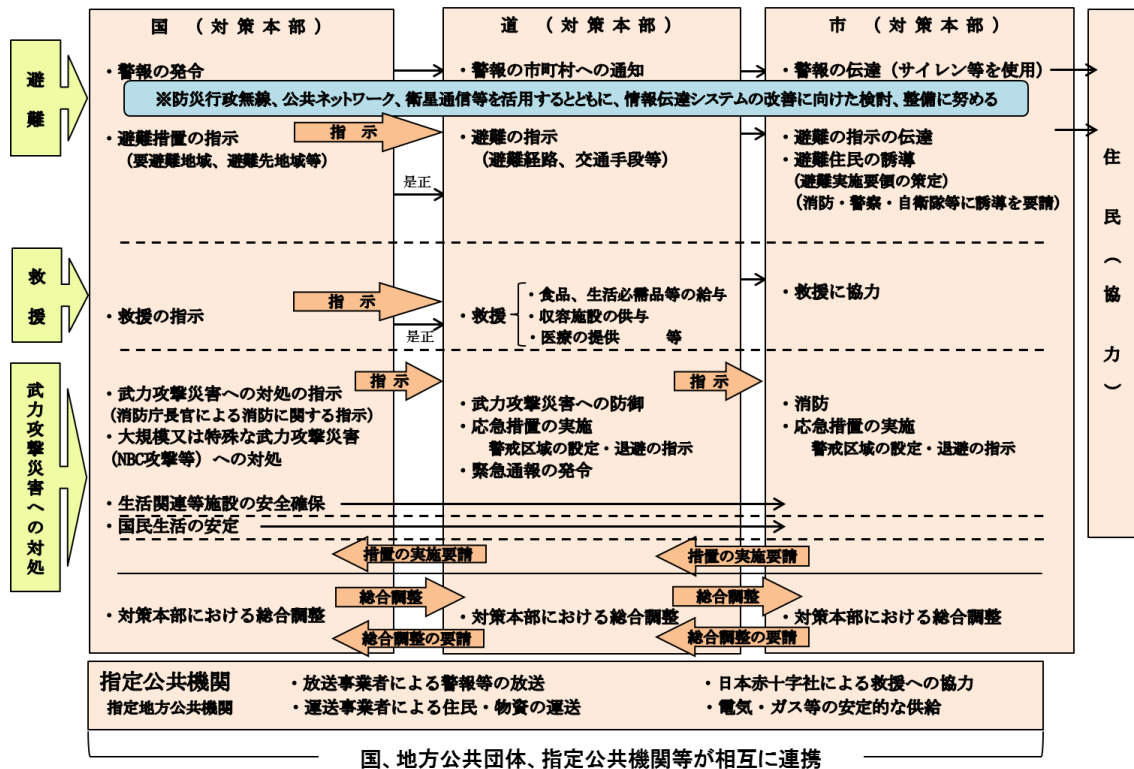 国 （対策本部）
道 （対策本部）
市 （対策本部）
避難
・警報の発令
・警報の市町村への通知
・警報の伝達（サイレン等を使用）
※防災行政無線、公共ネットワーク、衛星通信等を活用するとともに、情報伝達システムの改善に向けた検討、整備に努める
・避難措置の指示
（要避難地域、避難先地域等）
指 示
是正
・避難の指示
（避難経路、交通手段等）
・避難の指示の伝達
・避難住民の誘導
（避難実施要領の策定）
（消防・警察・自衛隊等に誘導を要請）
住民（協力）
救援
・救援の指示
指 示
是正
・救援
・食品、生活必需品等の給与
・収容施設の供与
・医療の提供 等
・救援に協力
武力攻撃災害への対処
指 示
指 示
・武力攻撃災害への対処の指示
（消防庁長官による消防に関する指示）
・大規模又は特殊な武力攻撃災害
（NBC攻撃等）への対処
・武力攻撃災害への防御
・応急措置の実施
警戒区域の設定・退避の指示
・緊急通報の発令
・消防
・応急措置の実施
警戒区域の設定・退避の指示
・生活関連等施設の安全確保
・国民生活の安定
措置の実施要請
措置の実施要請
総合調整
総合調整
・対策本部における総合調整
・対策本部における総合調整
・対策本部における総合調整
総合調整の要請
総合調整の要請
指定公共機関
指定地方公共機関
・放送事業者による警報等の放送
・運送事業者による住民・物資の運送
・日本赤十字社による救援への協力
・電気・ガス等の安定的な供給
国、地方公共団体、指定公共機関等が相互に連携